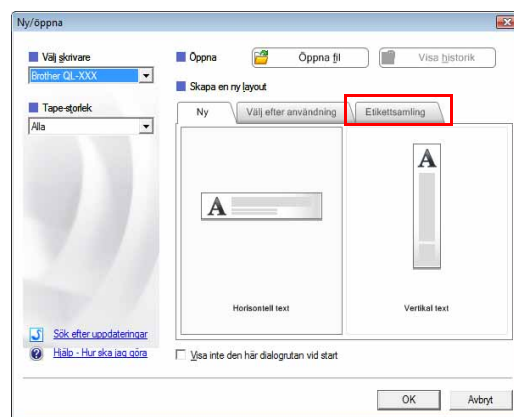 Ny/öppna
Välj skrivare
Brother QL-XXX
Tape-storlek
Alla
Sök efter uppdateringar
Hjälp - Hur ska jag göra
Öppna
Öppna fil
Visa historik
Skapa en ny layout
Ny
Välj efter användning
Etikettsamling
A
Horisontell text
A
Vertikal text
Visa inte den här dialogrutan vid start
OK
Avbryt